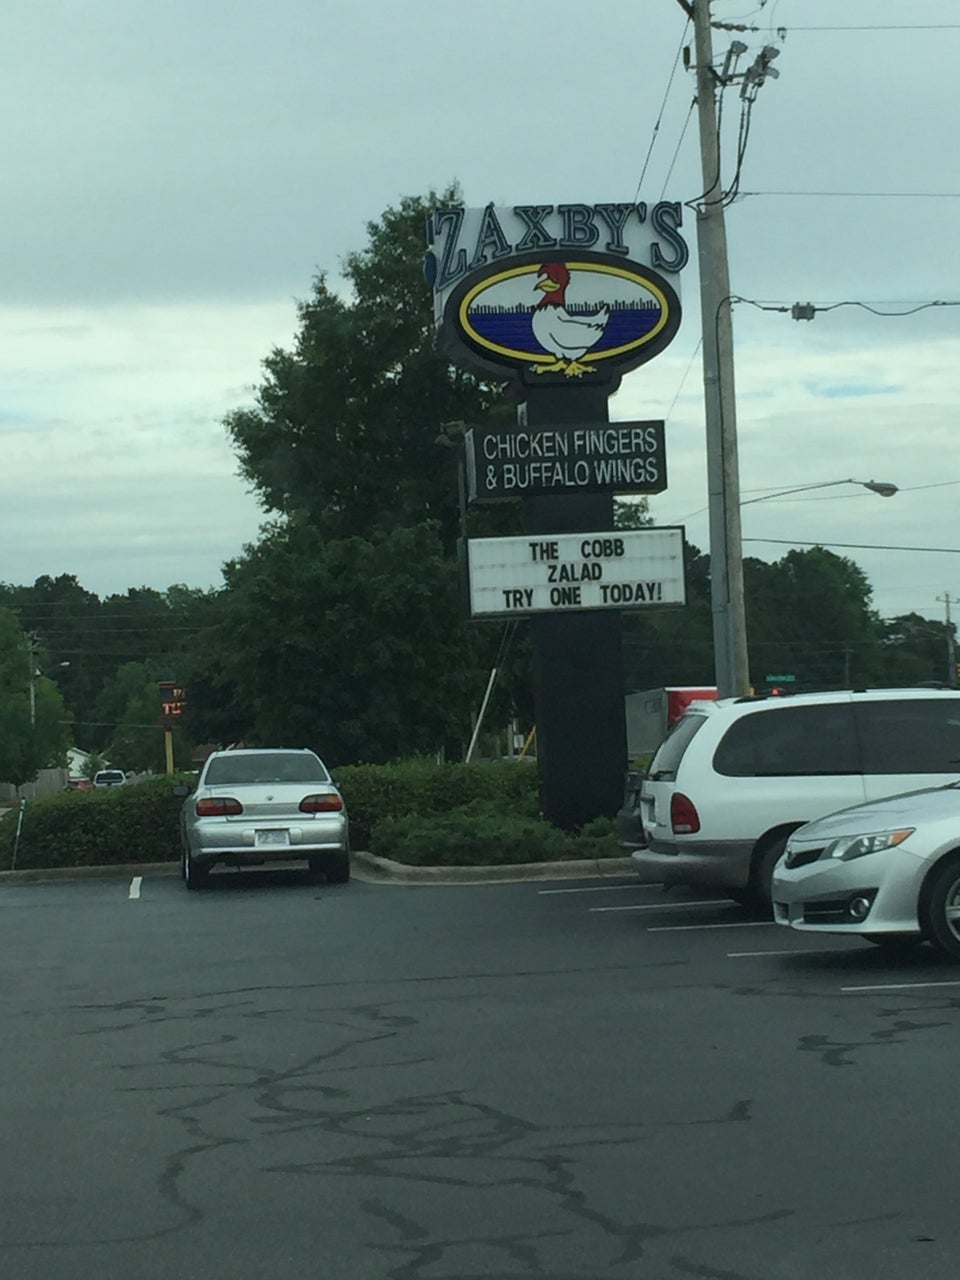 ZAXBY'S
CHICKEN FINGERS
& BUFFALO WINGS
THE COBB
ZALAD
TRY ONE TODAY!